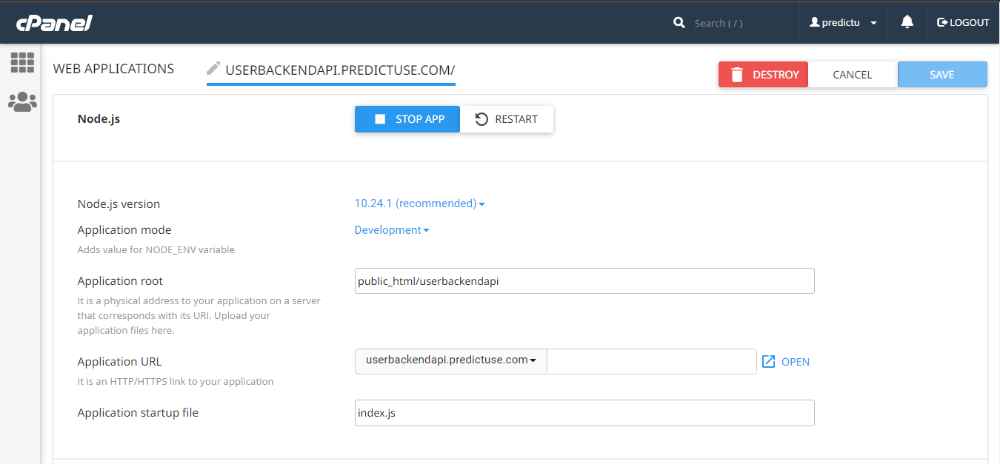 cPanel
Search ( / )
predictu
LOGOUT
WEB APPLICATIONS
USERBACKENDAPI.PREDICTUSE.COM/
DESTROY
CANCEL
SAVE
Node.js
STOP APP
RESTART
Node.js version
10.24.1 (recommended)
Application mode
Development
Adds value for NODE_ENV variable
Application root
public_html/userbackendapi
It is a physical address to your application on a server
that corresponds with its URI. Upload your
application files here.
Application URL
userbackendapi.predictuse.com
OPEN
It is an HTTP/HTTPS link to your application
Application startup file
index.js